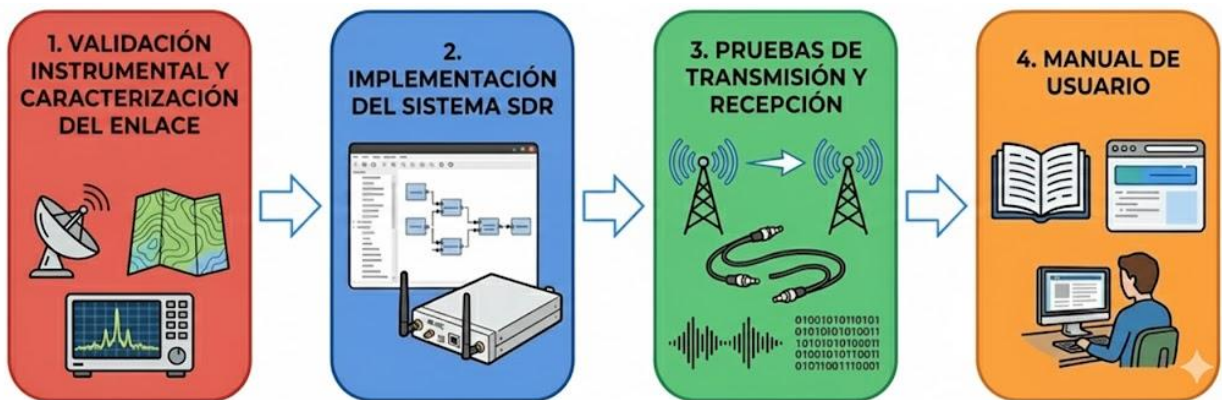 1. VALIDACIÓN
INSTRUMENTAL Y
CARACTERIZACIÓN
DEL ENLACE
2.
IMPLEMENTACIÓN
DEL SISTEMA SDR
3. PRUEBAS DE
TRANSMISIÓN Y
RECEPCIÓN
01001010110101
01010101010011
10101010100011
01001010110011
01011001110001
4. MANUAL DE
USUARIO